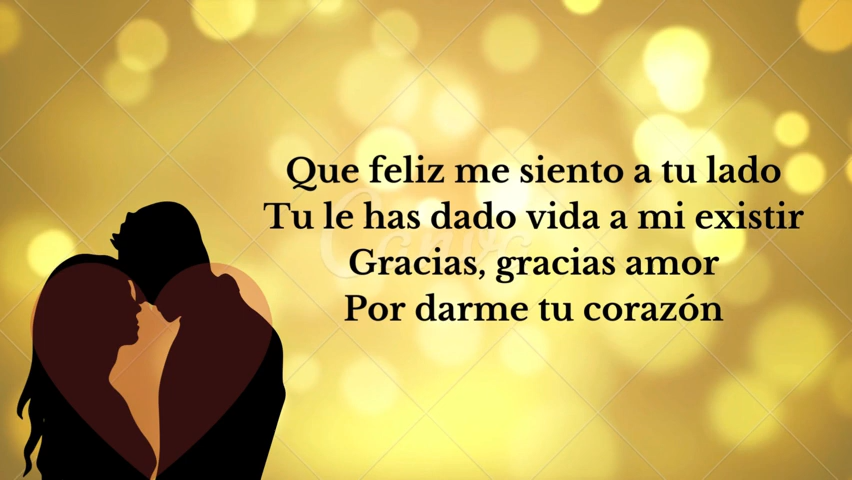 Que feliz me siento a tu lado
Tu le has dado vida a mi existir
Gracias, gracias amor
Por darme tu corazón
Canva